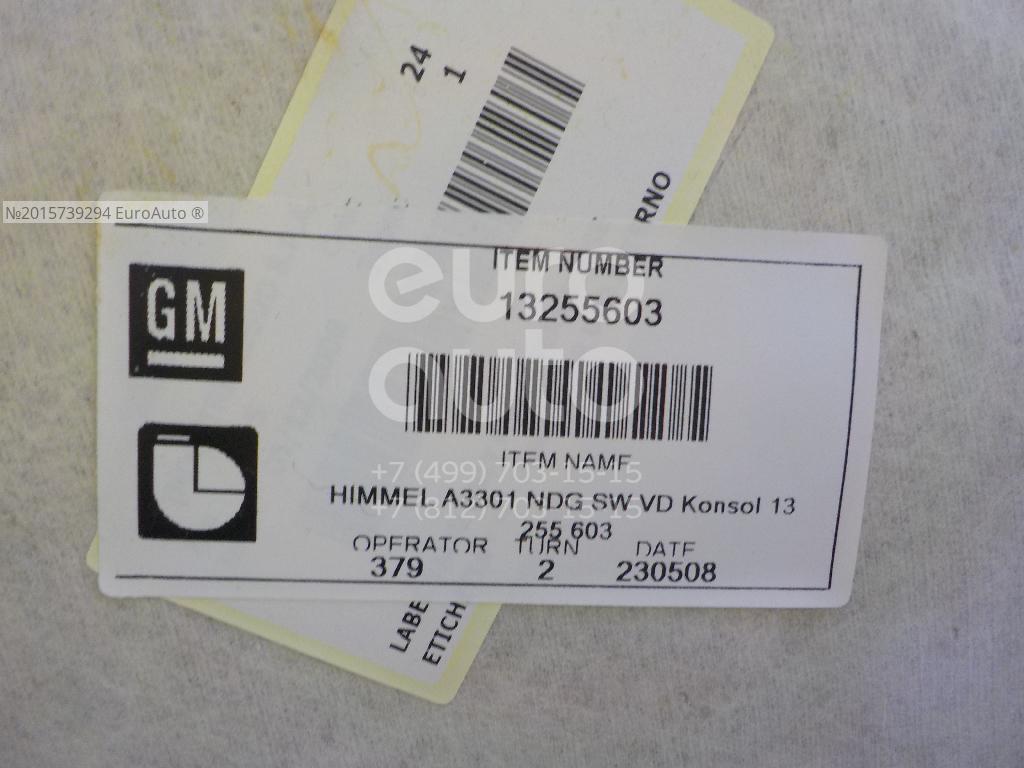 24
1
RNO
№2015739294 EuroAuto ®
GM
ITEM NUMBER
13255603
euro
auto
ITEM NAME
+7 (499) 703-15-15
HIMMEL A3301 NDG SW VD Konsol 13
+7 (812) 703-15-15
255 603
OPERATOR TURN DATE
379 2 230508
LABE
ETICH